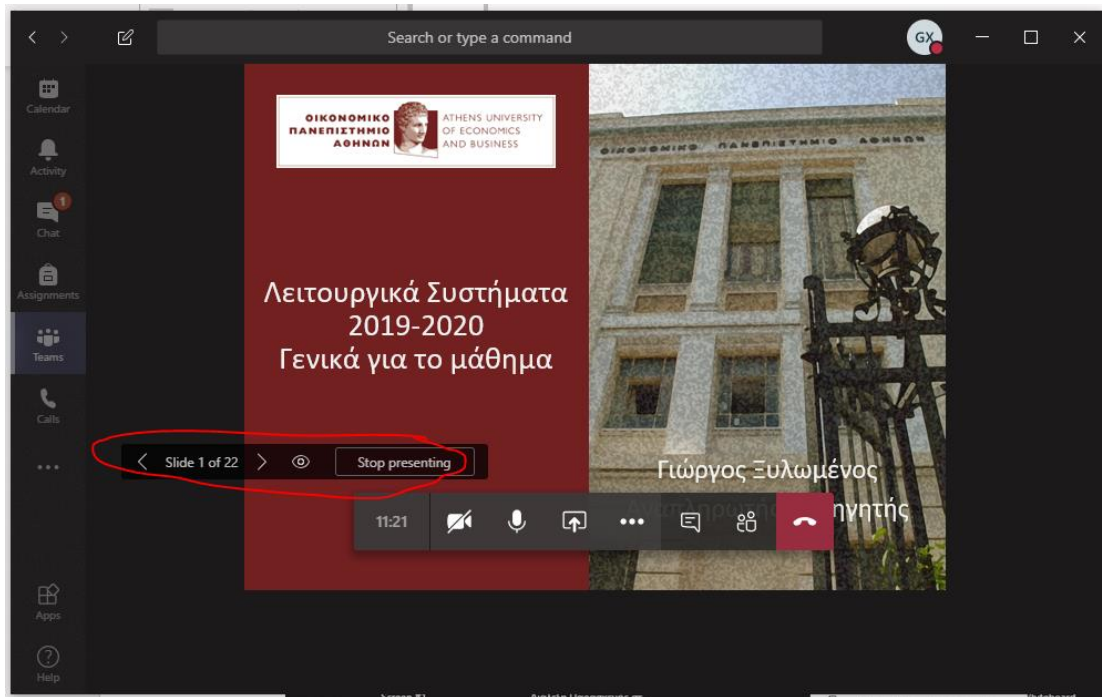 Search or type a command
GX
Calendar
Activity
1
Chat
Assignments
Teams
Calls
Apps
Help
ΟΙΚΟΝΟΜΙΚΟ
ΠΑΝΕΠΙΣΤΗΜΙΟ
ΑΘΗΝΩΝ
ATHENS UNIVERSITY
OF ECONOMICS
AND BUSINESS
ΟΙΚΟΝΟΜΙΚΟ ΠΑΝΕΠΙΣΤΗΜΙΟ ΑΘΗΝΩΝ
Λειτουργικά Συστήματα
2019-2020
Γενικά για το μάθημα
Slide 1 of 22
Stop presenting
Γιώργος Ξυλωμένος
11:21